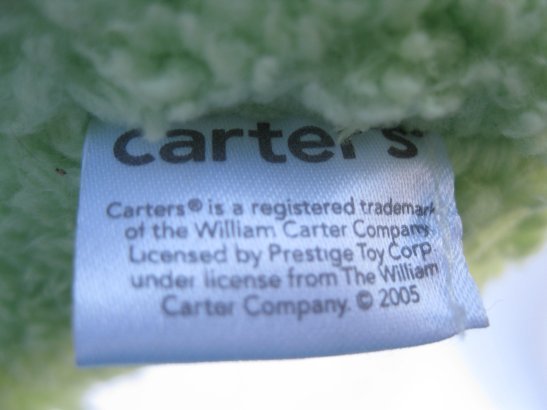 carter's
Carters® is a registered trademark
of the William Carter Company
Licensed by Prestige Toy Corp
under license from The William
Carter Company. © 2005